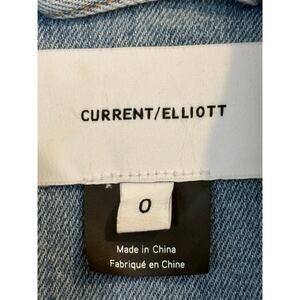 CURRENT/ELLIOTT
0
Made in China
Fabriqué en Chine